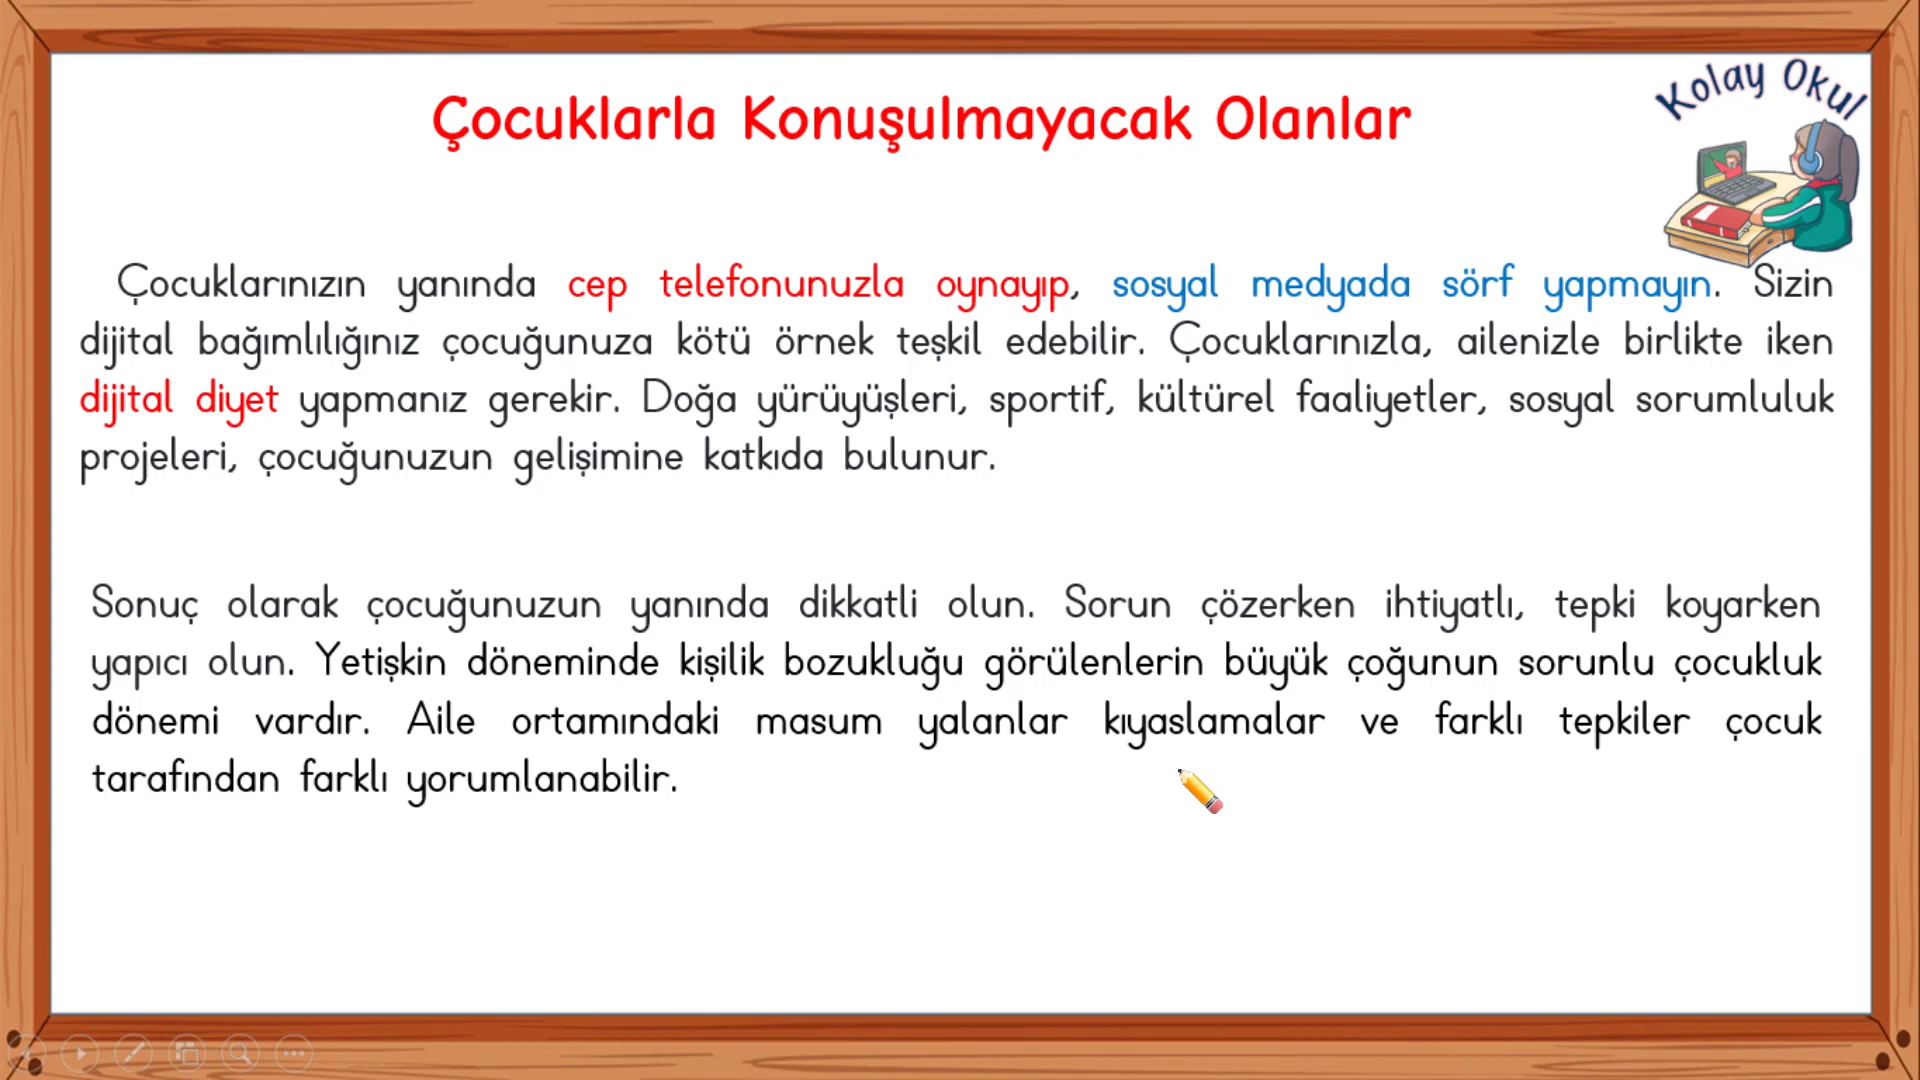 Kolay Okul
Çocuklarla Konuşulmayacak Olanlar
Çocuklarınızın yanında cep telefonunuzla oynayıp, sosyal medyada sörf yapmayın. Sizin
dijital bağımlılığınız çocuğunuza kötü örnek teşkil edebilir. Çocuklarınızla, ailenizle birlikte iken
dijital diyet yapmanız gerekir. Doğa yürüyüşleri, sportif, kültürel faaliyetler, sosyal sorumluluk
projeleri, çocuğunuzun gelişimine katkıda bulunur.
Sonuç olarak çocuğunuzun yanında dikkatli olun. Sorun çözerken ihtiyatlı, tepki koyarken
yapıcı olun. Yetişkin döneminde kişilik bozukluğu görülenlerin büyük çoğunun sorunlu çocukluk
dönemi vardır. Aile ortamındaki masum yalanlar kıyaslamalar ve farklı tepkiler çocuk
tarafından farklı yorumlanabilir.